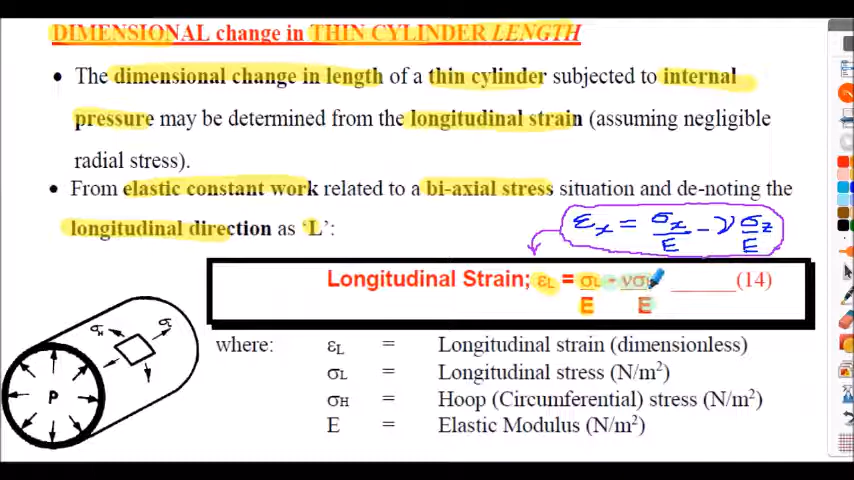 DIMENSIONAL change in THIN CYLINDER LENGTH
• The dimensional change in length of a thin cylinder subjected to internal
pressure may be determined from the longitudinal strain (assuming negligible
radial stress).
• From elastic constant work related to a bi-axial stress situation and de-noting the
longitudinal direction as 'L':
εx = σx/E - ν σz/E
Longitudinal Strain; εL = σL - νσ ______(14)
E E
where: εL = Longitudinal strain (dimensionless)
σL = Longitudinal stress (N/m²)
σH = Hoop (Circumferential) stress (N/m²)
E = Elastic Modulus (N/m²)
σH
P